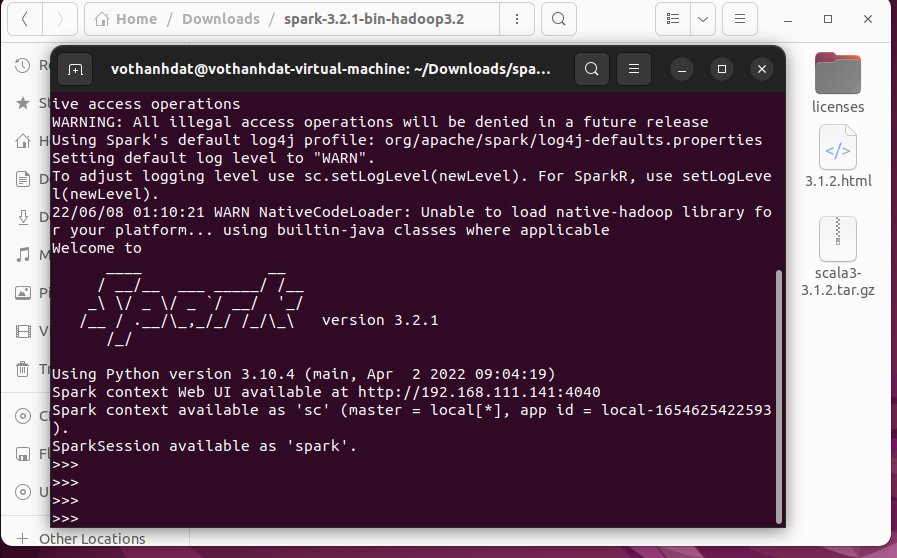 Home / Downloads / spark-3.2.1-bin-hadoop3.2
vothanhdat@vothanhdat-virtual-machine: ~/Downloads/spa...
ive access operations
WARNING: All illegal access operations will be denied in a future release
Using Spark's default log4j profile: org/apache/spark/log4j-defaults.properties
Setting default log level to "WARN".
To adjust logging level use sc.setLogLevel(newLevel). For SparkR, use setLogLeve
l(newLevel).
22/06/08 01:10:21 WARN NativeCodeLoader: Unable to load native-hadoop library fo
r your platform... using builtin-java classes where applicable
Welcome to
      ____              __
     / __/__  ___ _____/ /__
    _\ \/ _ \/ _ `/ __/  '_/
   /__ / .__/\_,_/_/ /_/\_\   version 3.2.1
      /_/
Using Python version 3.10.4 (main, Apr  2 2022 09:04:19)
Spark context Web UI available at http://192.168.111.141:4040
Spark context available as 'sc' (master = local[*], app id = local-1654625422593
).
SparkSession available as 'spark'.
>>>
>>>
>>>
>>>
licenses
3.1.2.html
scala3-
3.1.2.tar.gz
Other Locations